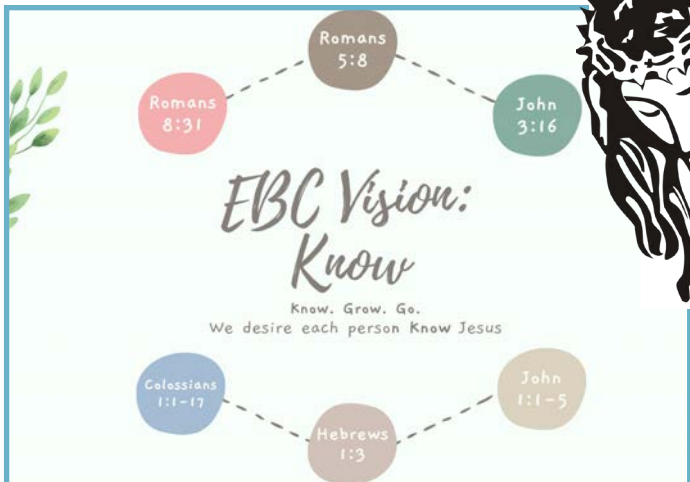 Romans
5:8
Romans
8:31
John
3:16
EBC Vision:
Know
Know. Grow. Go.
We desire each person Know Jesus
Colossians
1:1-17
John
1:1-5
Hebrews
1:3